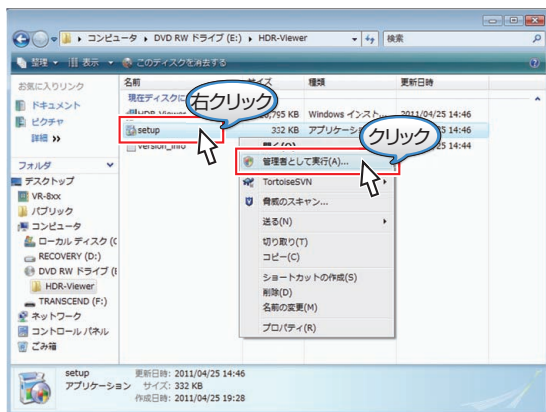 コンピュータ ▸ DVD RW ドライブ (E:) ▸ HDR-Viewer
検索
整理
表示
このディスクを消去する
お気に入りリンク
ドキュメント
ピクチャ
詳細 »
フォルダ
デスクトップ
VR-8xx
パブリック
コンピュータ
ローカル ディスク (C
RECOVERY (D:)
DVD RW ドライブ (E
HDR-Viewer
TRANSCEND (F:)
ネットワーク
コントロール パネル
ごみ箱
名前 サイズ 種類 更新日時
現在ディスクに
右クリック
HDR-Viewer 6,795 KB Windows インスト... 2011/04/25 14:46
setup 332 KB アプリケーシ 25 14:46
クリック
version_info 25 14:44
開く(O)
管理者として実行(A)...
TortoiseSVN
脅威のスキャン...
送る(N)
切り取り(T)
コピー(C)
ショートカットの作成(S)
削除(D)
名前の変更(M)
プロパティ(R)
setup 更新日時: 2011/04/25 14:46
アプリケーション サイズ: 332 KB
作成日時: 2011/04/25 19:28